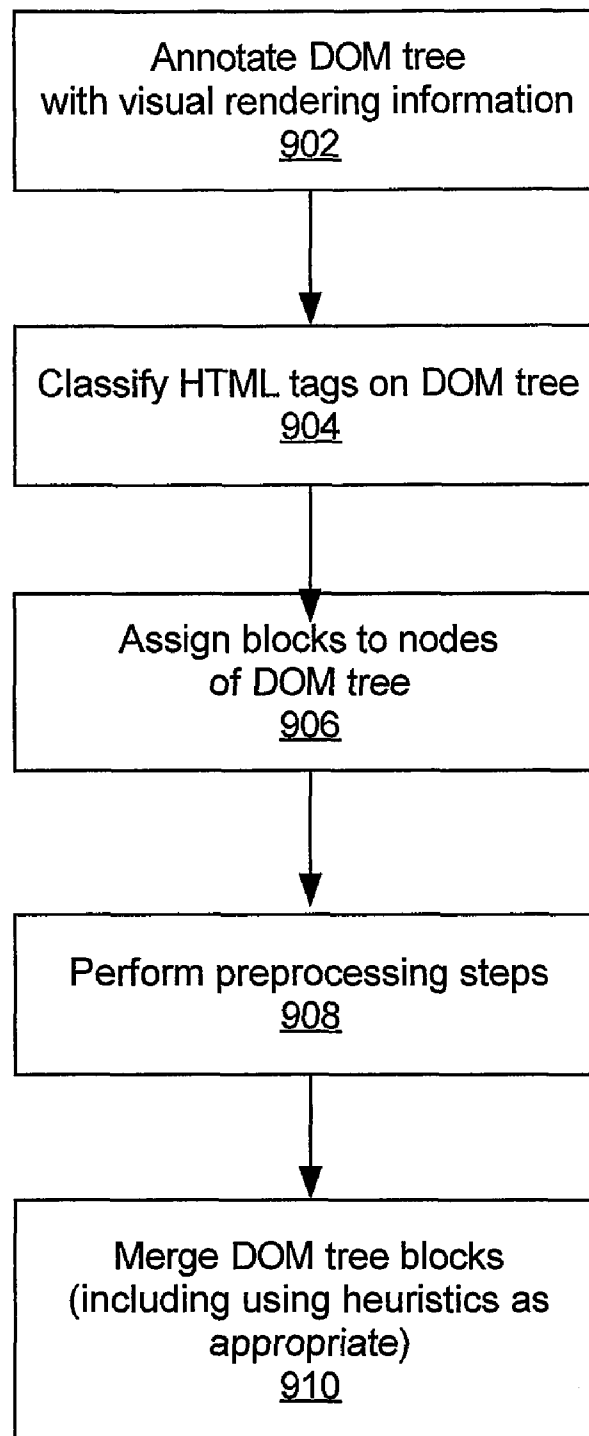 Annotate DOM tree
with visual rendering information
902
Classify HTML tags on DOM tree
904
Assign blocks to nodes
of DOM tree
906
Perform preprocessing steps
908
Merge DOM tree blocks
(including using heuristics as
appropriate)
910